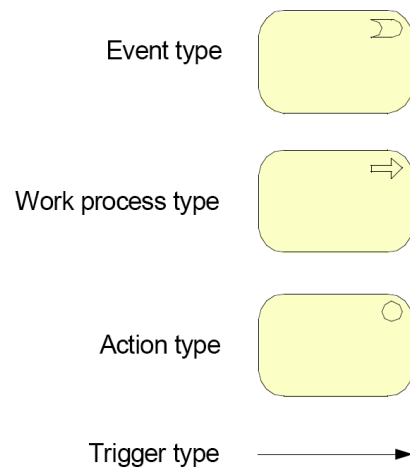 Event type
Work process type
Action type
Trigger type